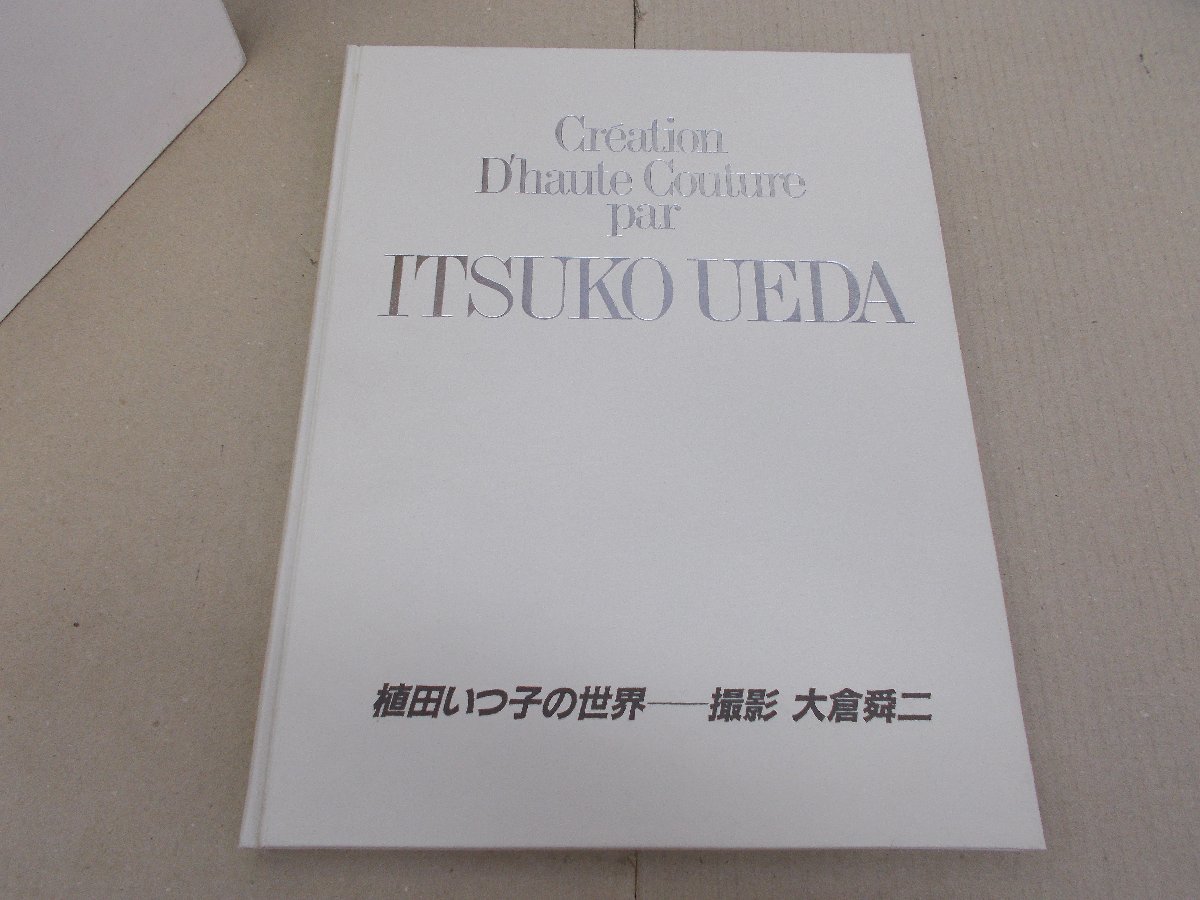 Création
D'haute Couture
par
ITSUKO UEDA
植田いつ子の世界——撮影 大倉舜二